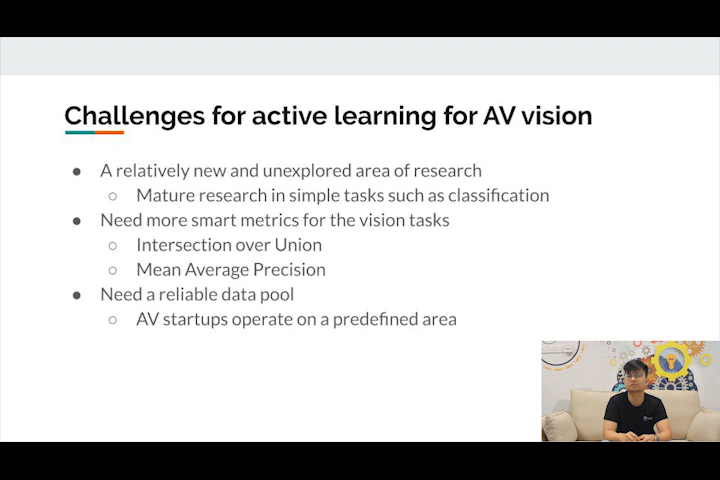 Challenges for active learning for AV vision
● A relatively new and unexplored area of research
○ Mature research in simple tasks such as classification
● Need more smart metrics for the vision tasks
○ Intersection over Union
○ Mean Average Precision
● Need a reliable data pool
○ AV startups operate on a predefined area